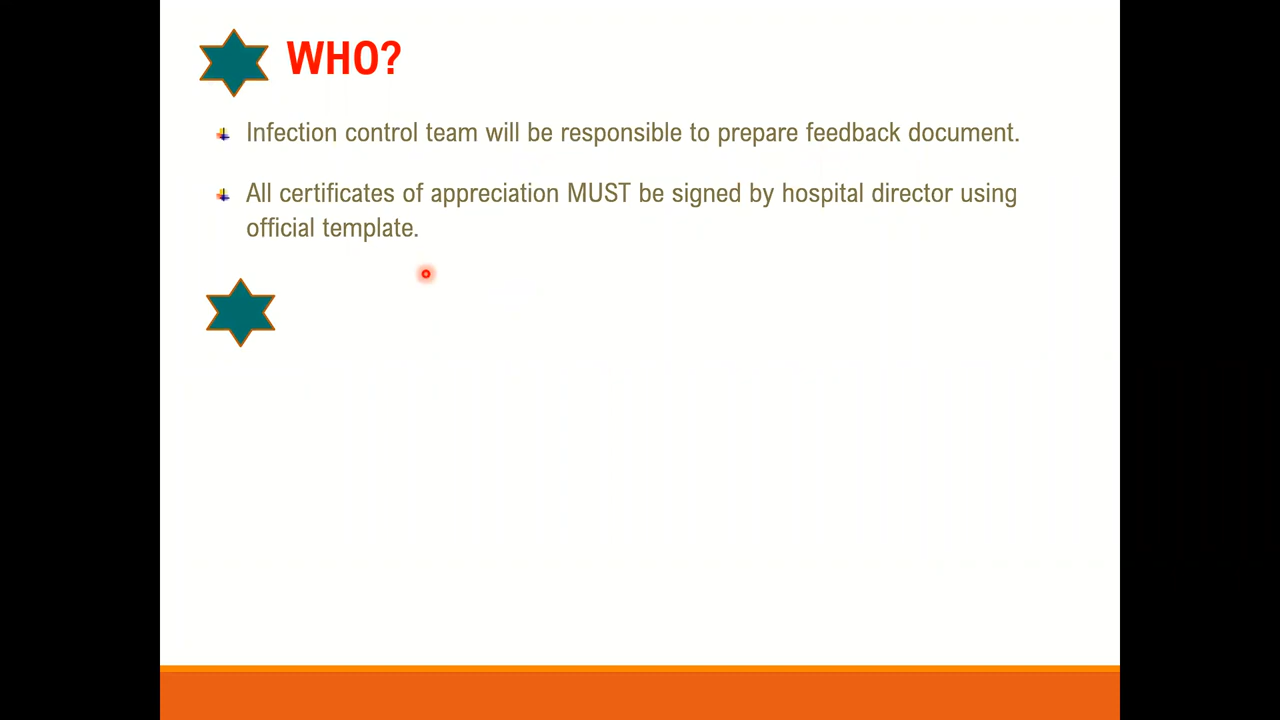 WHO?
Infection control team will be responsible to prepare feedback document.
All certificates of appreciation MUST be signed by hospital director using
official template.